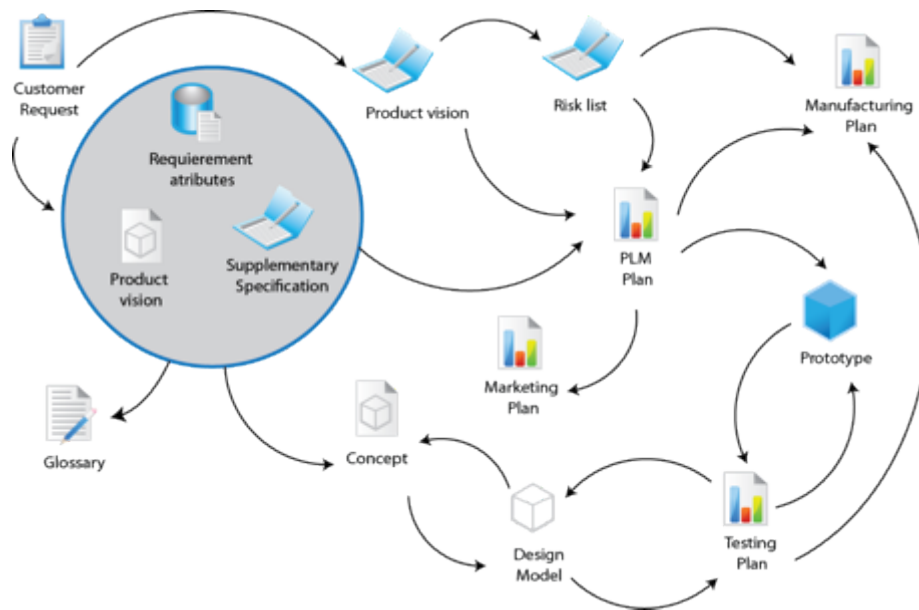 Customer
Request
Product vision
Risk list
Manufacturing
Plan
Requierement
atributes
Product
vision
Supplementary
Specification
PLM
Plan
Prototype
Marketing
Plan
Glossary
Concept
Design
Model
Testing
Plan